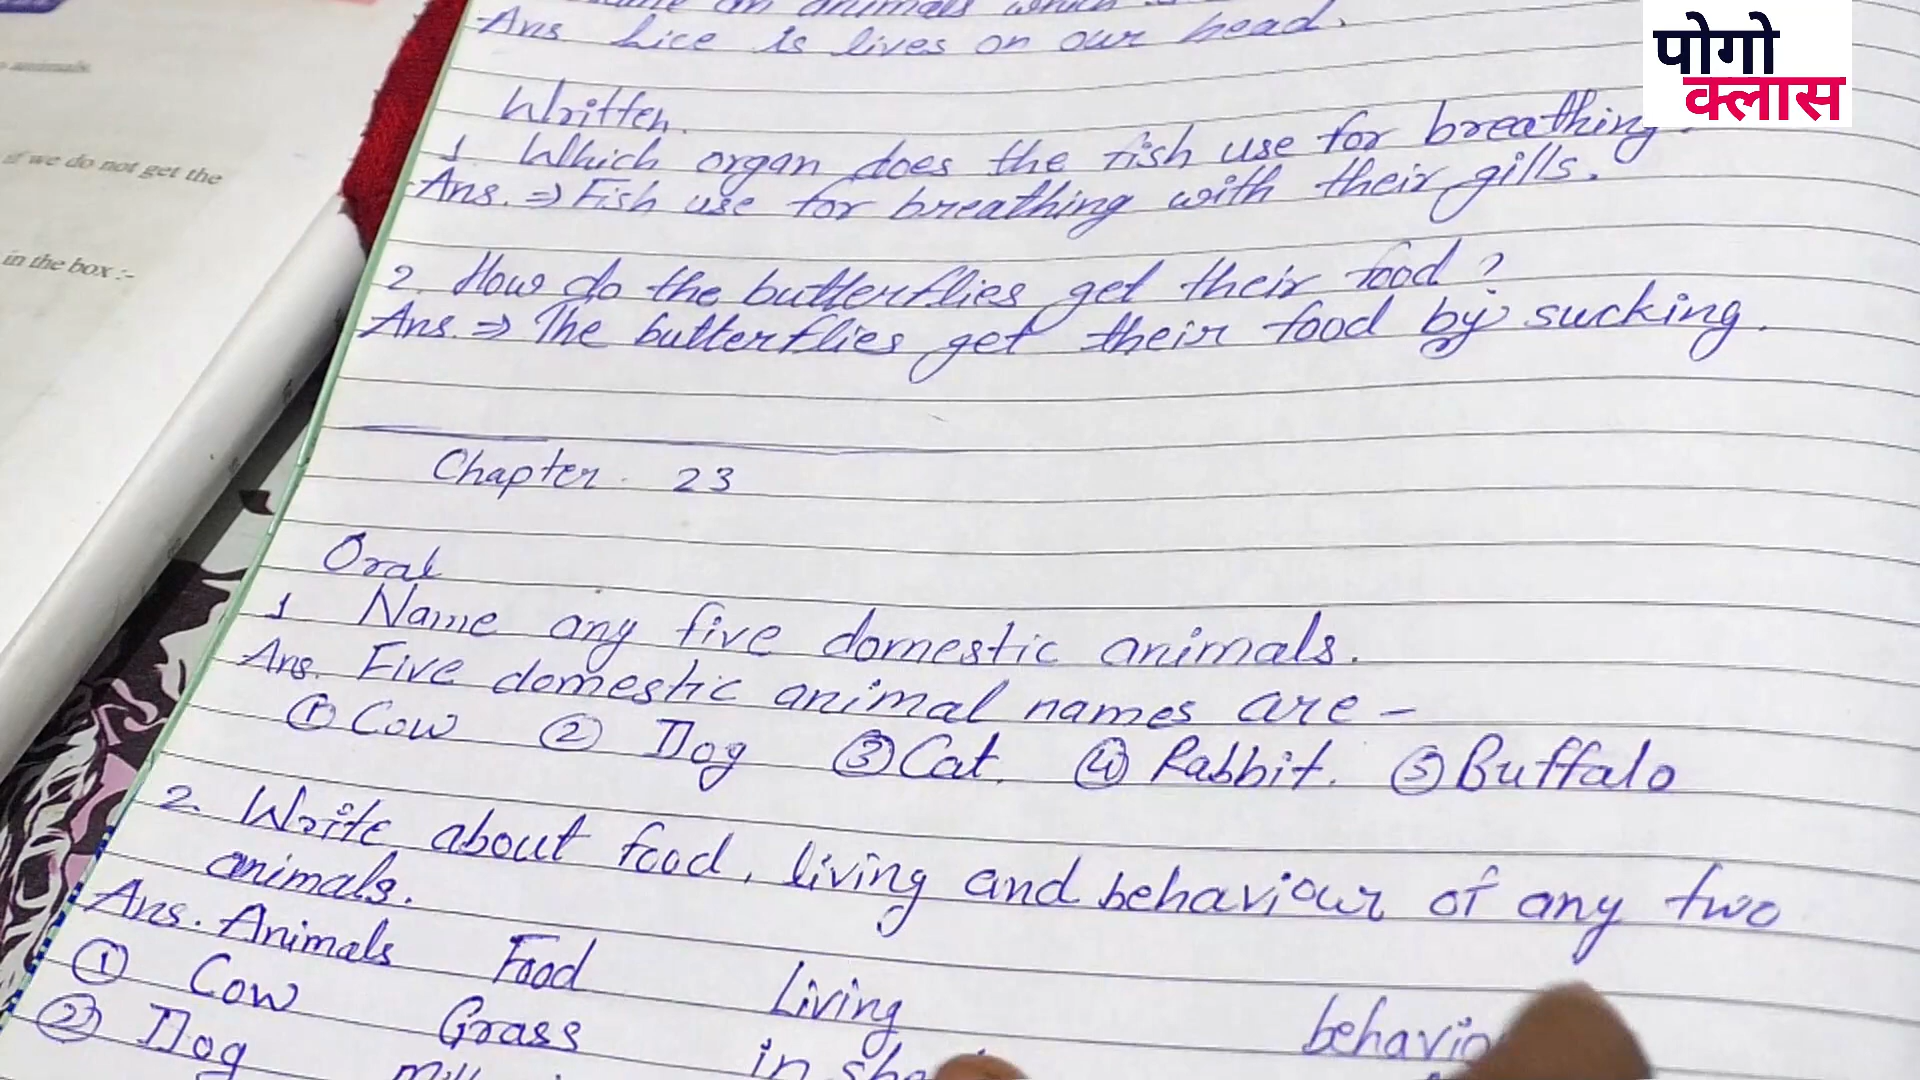 animals
if we do not get the
in the box :-
पोगो
क्लास
animals which
Ans. Lice is lives on our head.
Written.
1. Which organ does the fish use for breathing
Ans. ⇒ Fish use for breathing with their gills.
2. How do the butterflies get their food?
Ans. ⇒ The butterflies get their food by sucking.
Chapter. 23
Oral
1 Name any five domestic animals.
Ans. Five domestic animal names are -
① Cow ② Dog ③ Cat. ④ Rabbit. ⑤ Buffalo
2. Write about food, living and behaviour of any two
animals.
Ans. Animals Food Living
① Cow Grass in behavio
② Dog